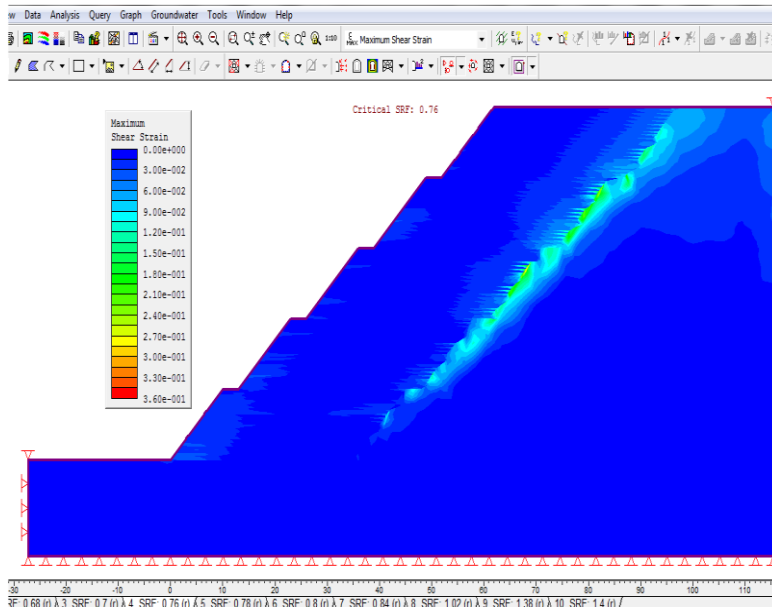 w Data Analysis Query Graph Groundwater Tools Window Help
1:10 Maximum Shear Strain
Critical SRF: 0.76
Maximum
Shear Strain
0.00e+000
3.00e-002
6.00e-002
9.00e-002
1.20e-001
1.50e-001
1.80e-001
2.10e-001
2.40e-001
2.70e-001
3.00e-001
3.30e-001
3.60e-001
-30 -20 -10 0 10 20 30 40 50 60 70 80 90 100 110
RF: 0.68 (r) λ 3 SRF: 0.7 (r) λ 4 SRF: 0.76 (r) λ 5 SRF: 0.78 (r) λ 6 SRF: 0.8 (r) λ 7 SRF: 0.84 (r) λ 8 SRF: 1.02 (r) λ 9 SRF: 1.38 (r) λ 10 SRF: 1.4 (r) /